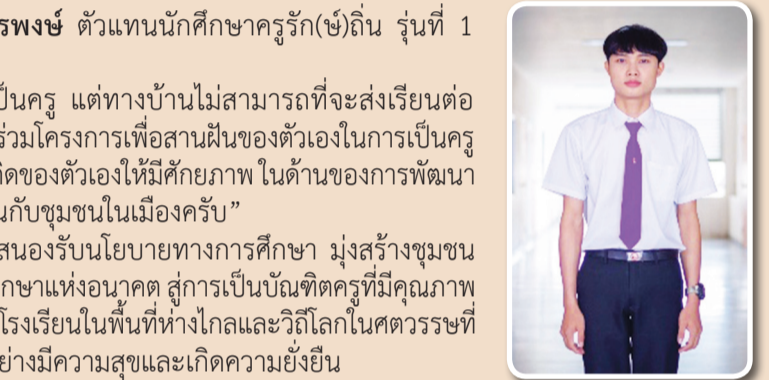 รพงษ์ ตัวแทนนักศึกษาครูรัก(ษ์)ถิ่น รุ่นที่ 1
ป็นครู แต่ทางบ้านไม่สามารถที่จะส่งเรียนต่อ
ร่วมโครงการเพื่อสานฝันของตัวเองในการเป็นครู
กิดของตัวเองให้มีศักยภาพ ในด้านของการพัฒนา
นกับชุมชนในเมืองครับ”
สนองรับนโยบายทางการศึกษา มุ่งสร้างชุมชน
กษาแห่งอนาคต สู่การเป็นบัณฑิตครูที่มีคุณภาพ
โรงเรียนในพื้นที่ห่างไกลและวิถีโลกในศตวรรษที่
ย่างมีความสุขและเกิดความยั่งยืน